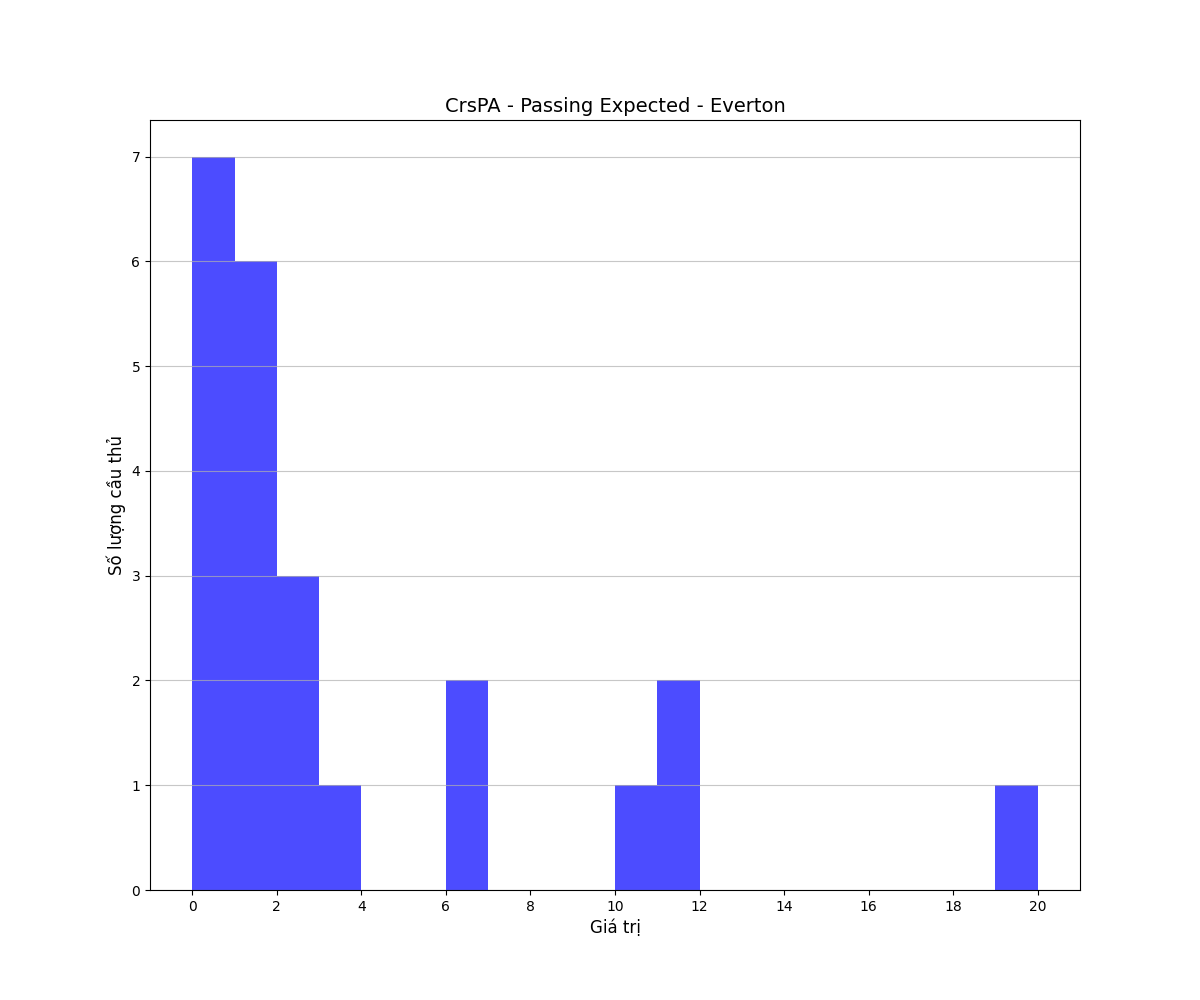 CrsPA - Passing Expected - Everton
Số lượng cầu thủ
7
6
5
4
3
2
1
0
0 2 4 6 8 10 12 14 16 18 20
Giá trị